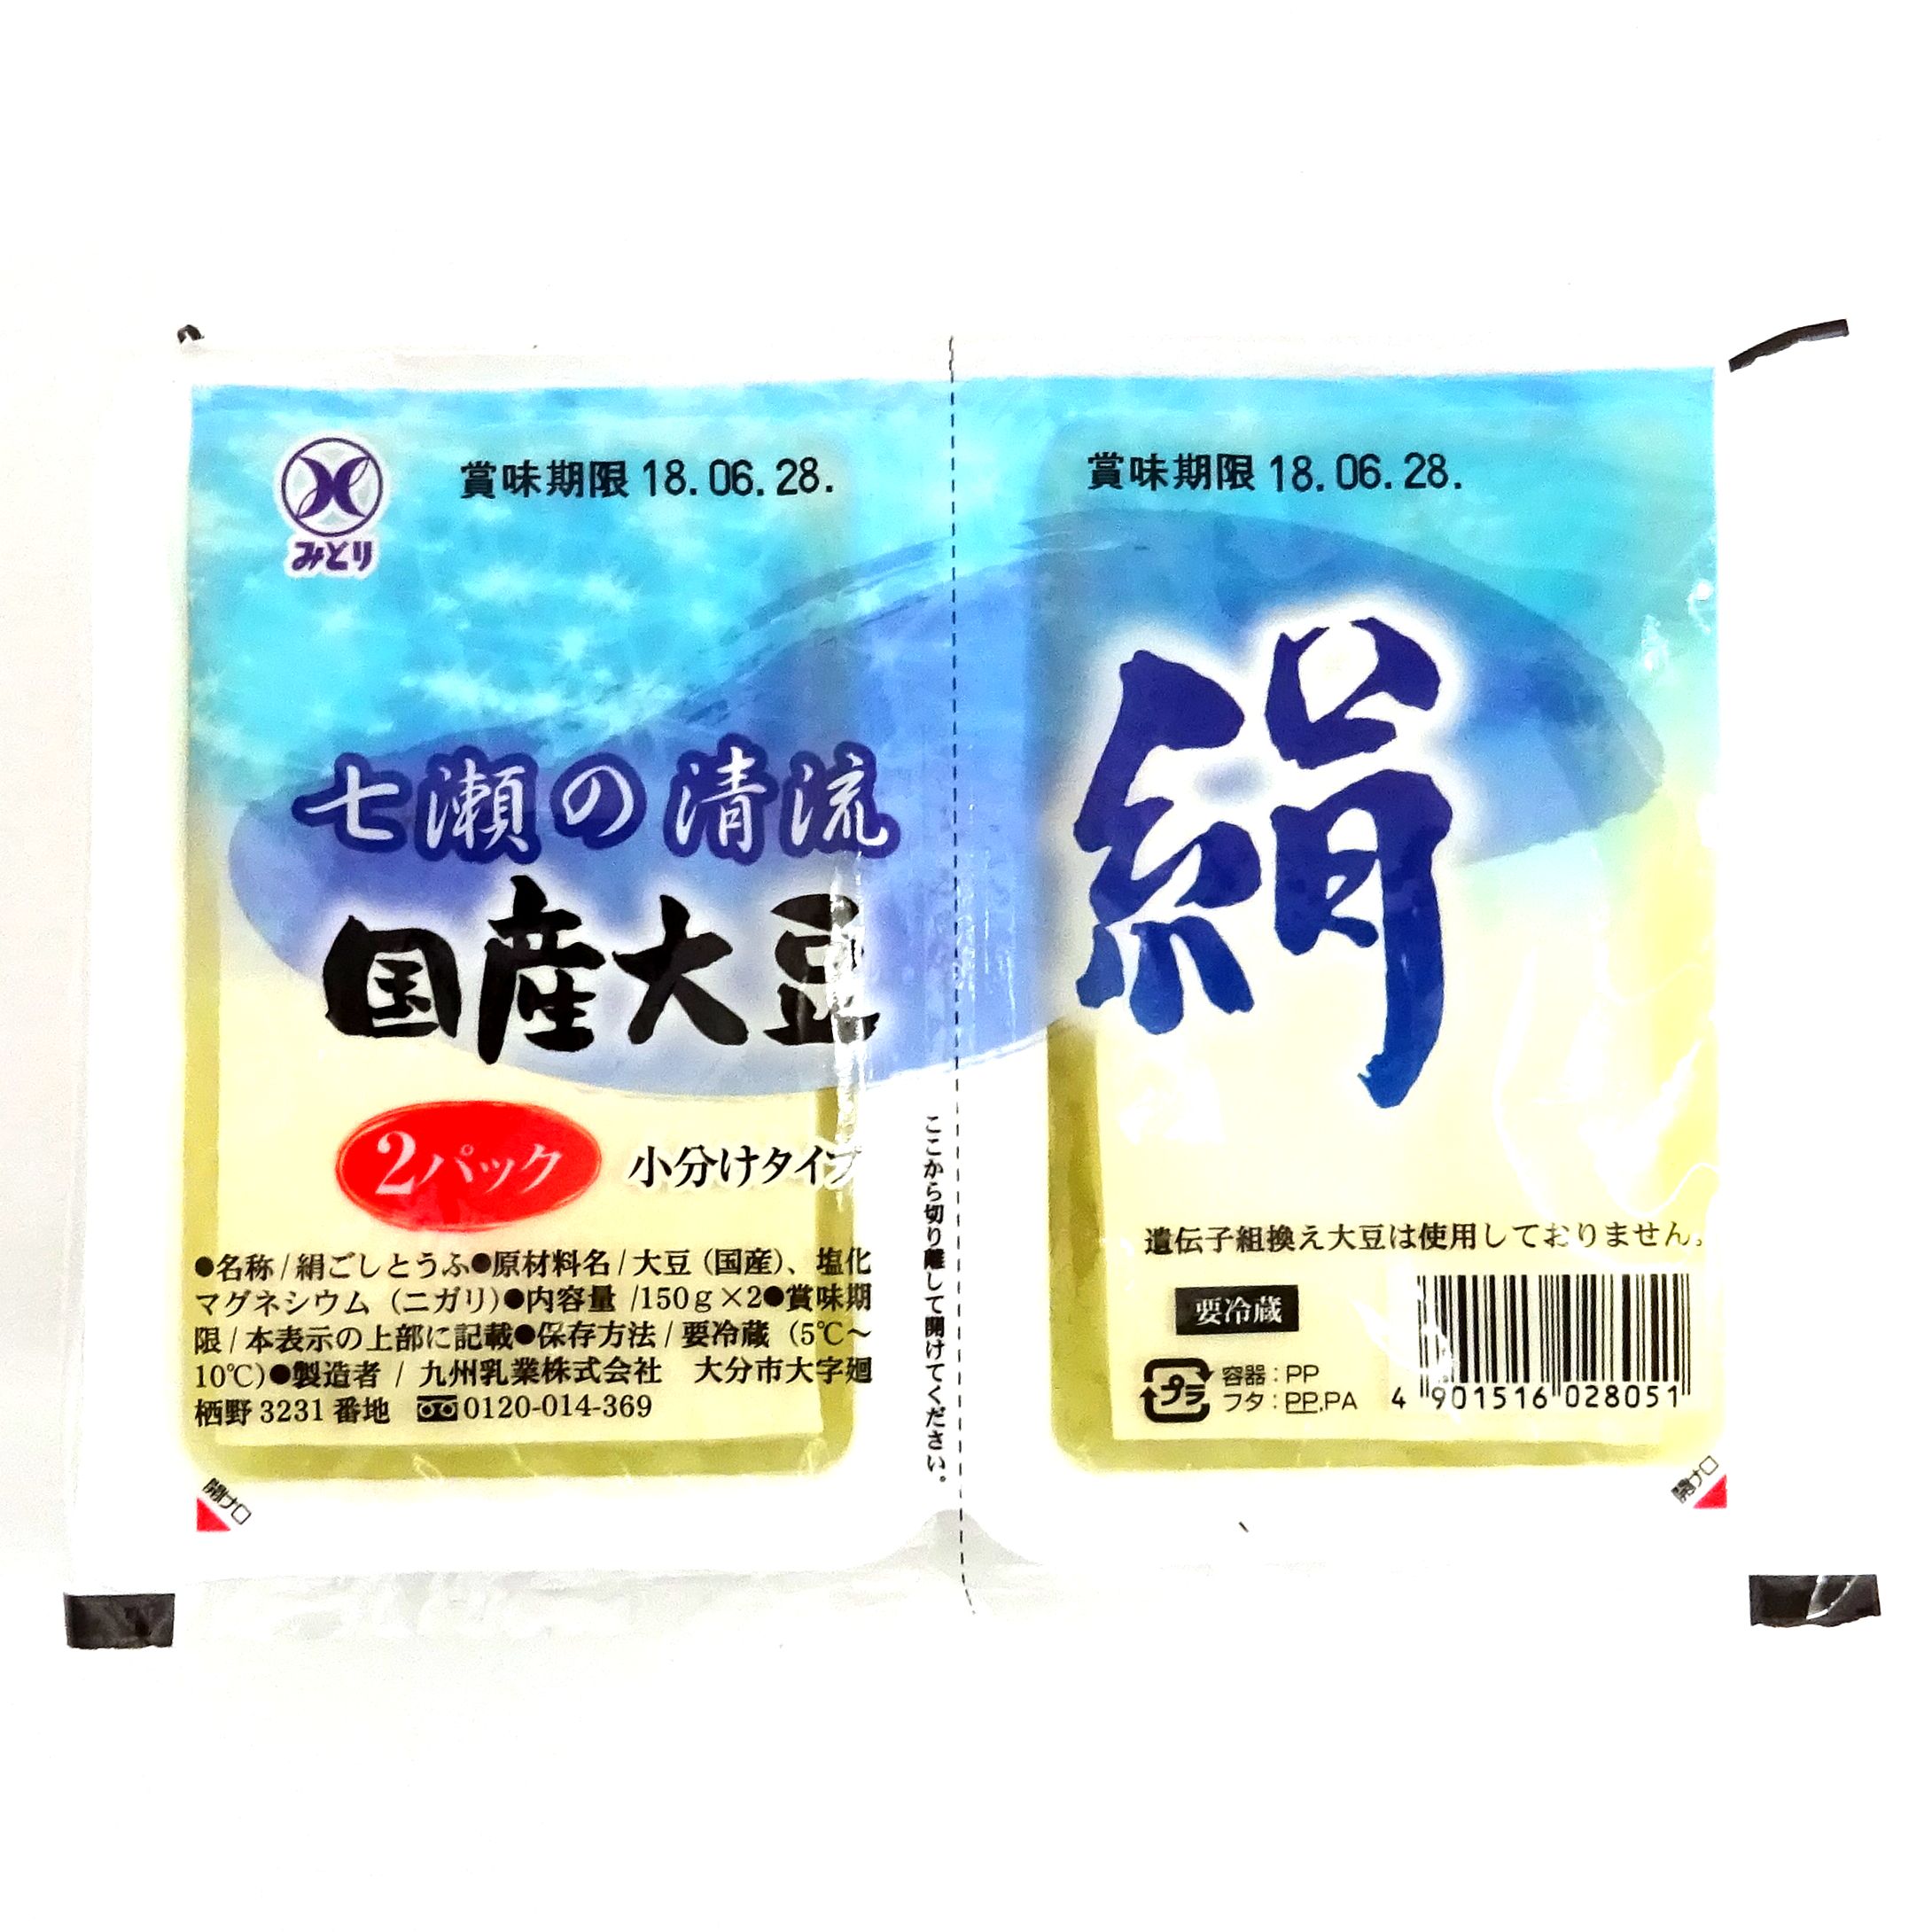 賞味期限 18.06.28.
七瀬の清流
国産大豆
2パック 小分けタイプ
●名称/絹ごしとうふ●原材料名/大豆(国産)、塩化
マグネシウム(ニガリ)●内容量/150g×2●賞味期
限/本表示の上部に記載●保存方法/要冷蔵(5℃～
10℃)●製造者/九州乳業株式会社 大分市大字廻
栖野3231番地 0120-014-369
開け口
ここから切り離して開けてください。
賞味期限 18.06.28.
絹
遺伝子組換え大豆は使用しておりません。
要冷蔵
プラ
容器:PP
フタ:PP,PA
4 901516 028051
開け口